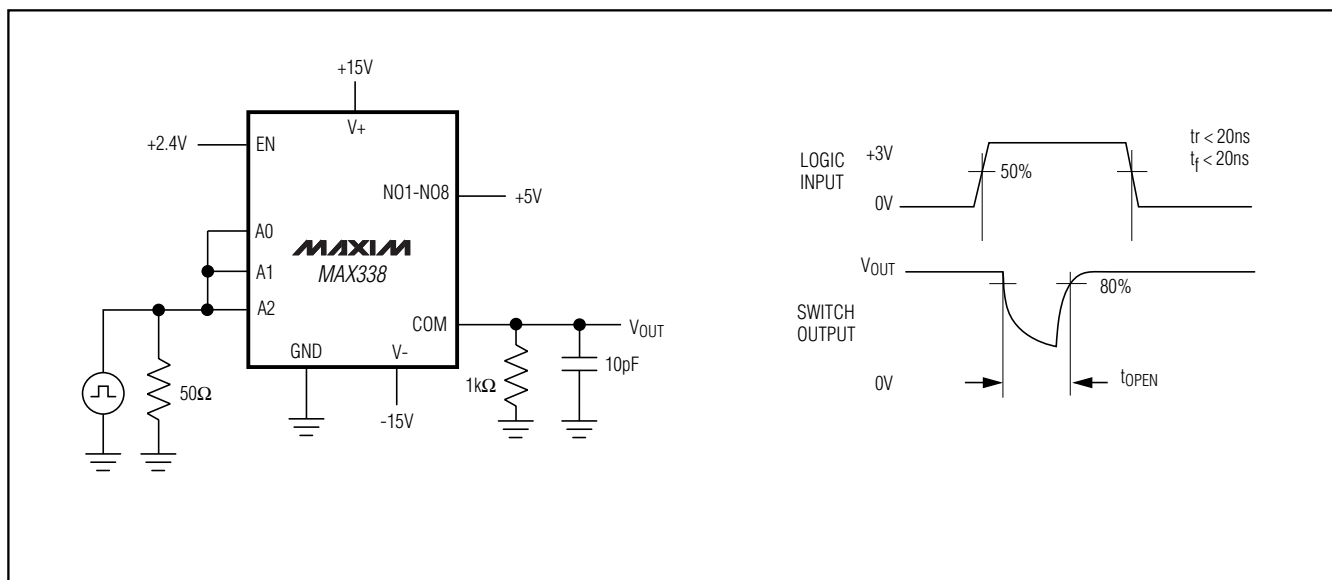 +15V
V+
+2.4V
EN
NO1-NO8
+5V
A0
MAXIM
MAX338
A1
A2
COM
VOUT
GND
V-
50Ω
-15V
1kΩ
10pF
LOGIC
INPUT
+3V
0V
50%
tr < 20ns
tf < 20ns
VOUT
SWITCH
OUTPUT
80%
0V
tOPEN